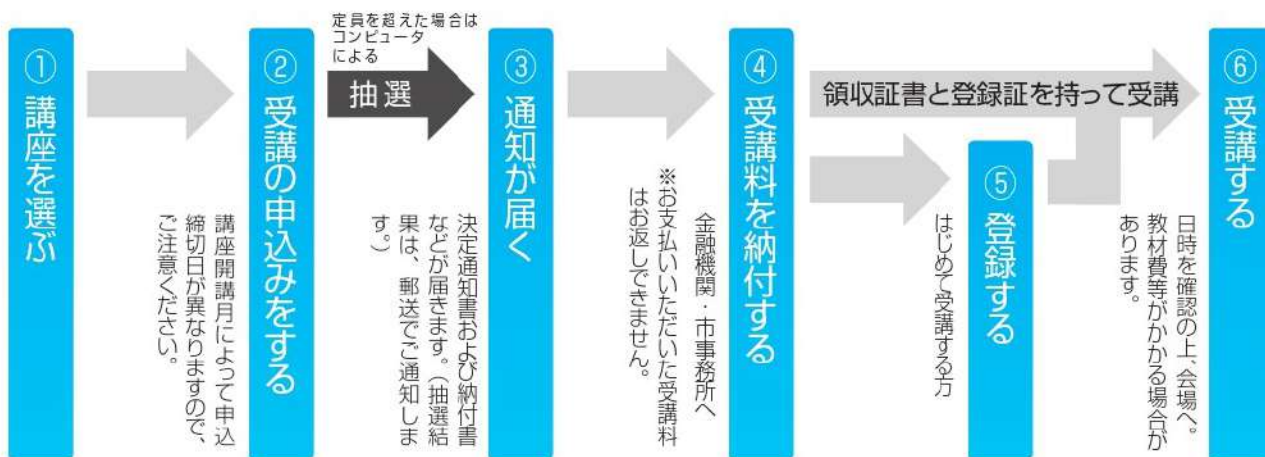 ①講座を選ぶ
②受講の申込みをする
講座開講月によって申込
締切日が異なりますので、
ご注意ください。
定員を超えた場合は
コンピュータ
による
抽選
③通知が届く
決定通知書および納付書
などが届きます。（抽選結
果は、郵送でご通知しま
す。）
④受講料を納付する
金融機関・市事務所へ
※お支払いいただいた受講料
はお返しできません。
領収証書と登録証を持って受講
⑤登録する
はじめて受講する方
⑥受講する
日時を確認の上、会場へ。
教材費等がかかる場合が
あります。